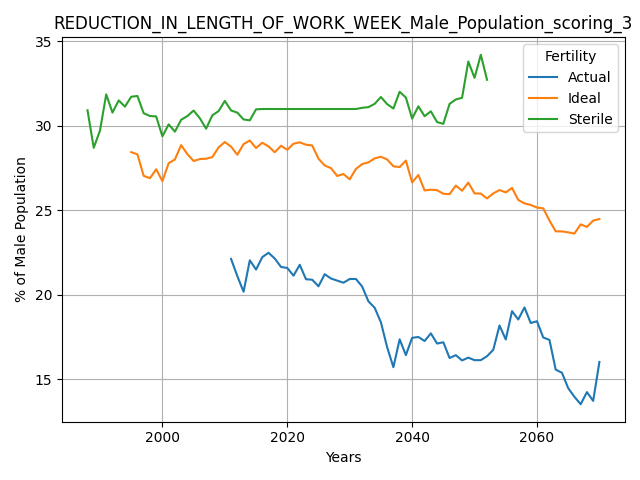 REDUCTION_IN_LENGTH_OF_WORK_WEEK_Male_Population_scoring_3
35
30
25
20
15
% of Male Population
2000
2020
2040
2060
Years
Fertility
Actual
Ideal
Sterile